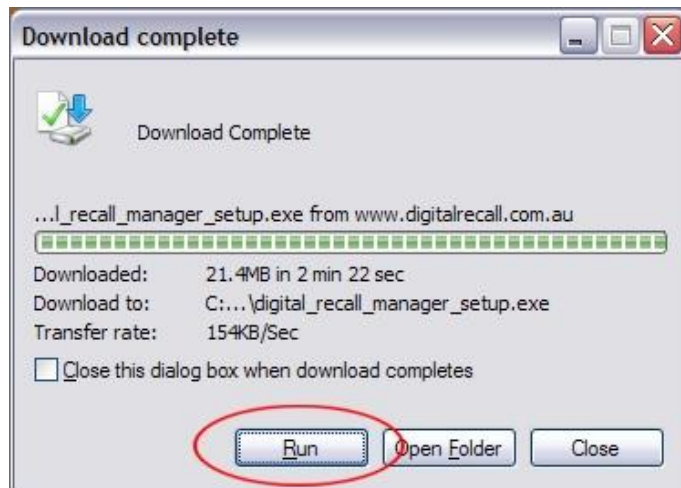 Download complete
Download Complete
...l_recall_manager_setup.exe from www.digitalrecall.com.au
Downloaded: 21.4MB in 2 min 22 sec
Download to: C:...\digital_recall_manager_setup.exe
Transfer rate: 154KB/Sec
Close this dialog box when download completes
Run Open Folder Close